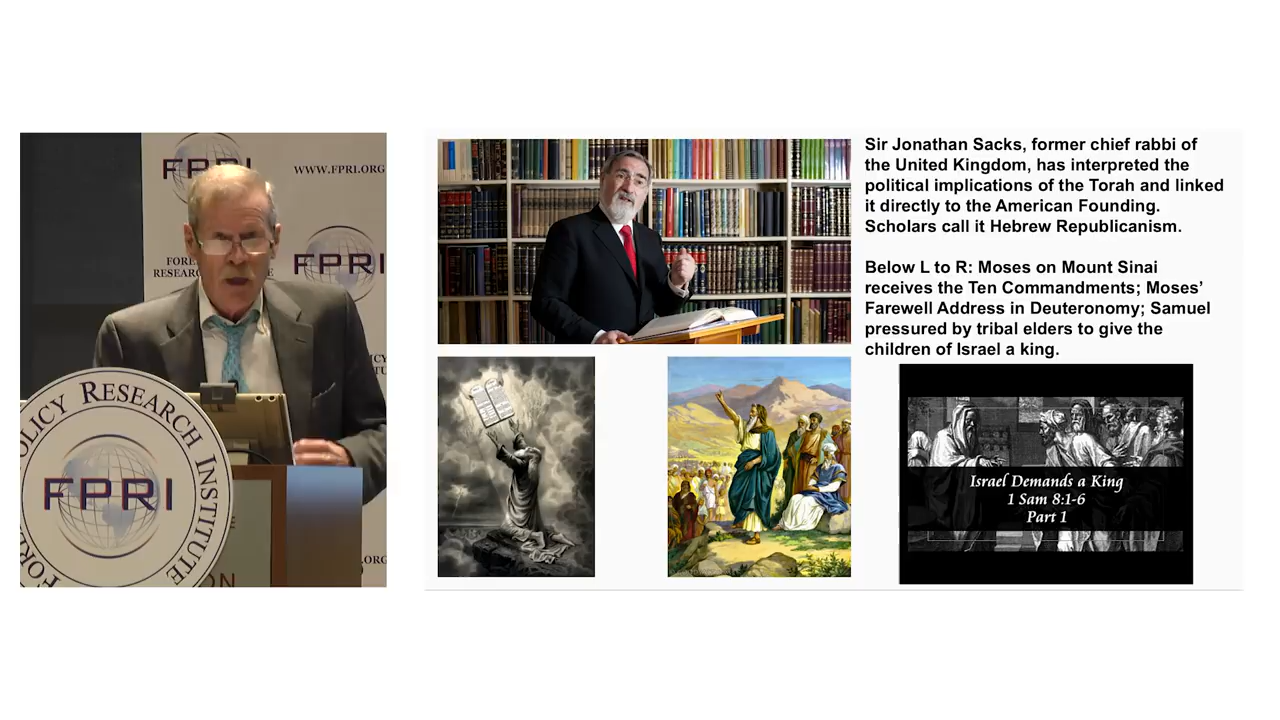 FPRI
WWW.FPRI.ORG
FPRI
FPRI
POLICY RESEARCH INSTITUTE
Sir Jonathan Sacks, former chief rabbi of
the United Kingdom, has interpreted the
political implications of the Torah and linked
it directly to the American Founding.
Scholars call it Hebrew Republicanism.
Below L to R: Moses on Mount Sinai
receives the Ten Commandments; Moses’
Farewell Address in Deuteronomy; Samuel
pressured by tribal elders to give the
children of Israel a king.
Israel Demands a King
1 Sam 8:1-6
Part 1